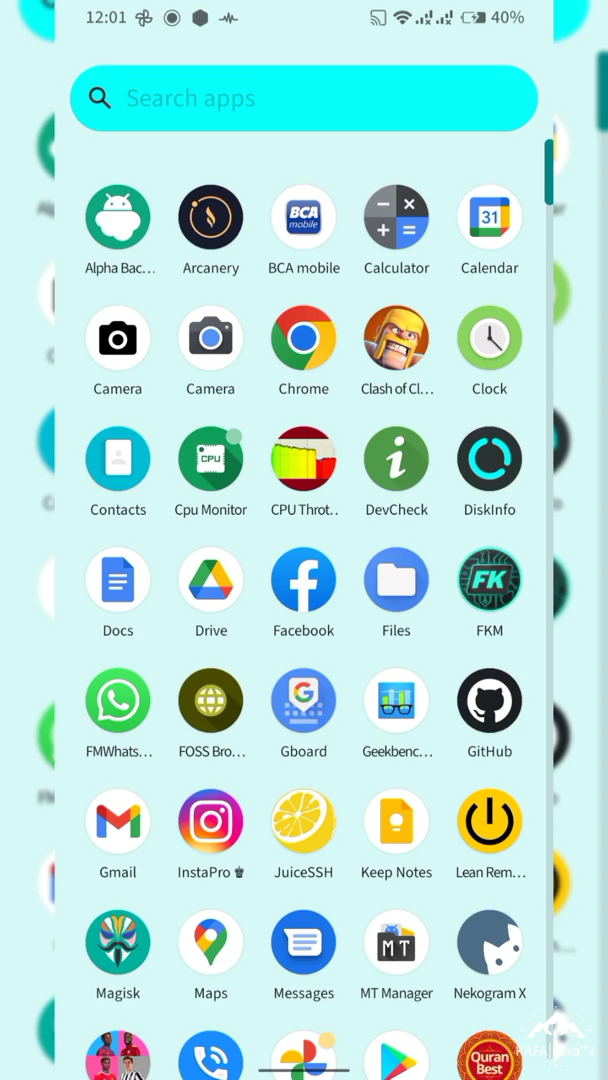 12:01
40%
Search apps
Alpha Bac...
Arcanery
BCA mobile
BCA mobile
Calculator
31
Calendar
Camera
Camera
Chrome
Clash of Cl...
Clock
Contacts
CPU
Cpu Monitor
CPU Throt..
DevCheck
DiskInfo
Docs
Drive
Facebook
Files
FK
FKM
FMWhats...
FOSS Bro...
Gboard
Geekbenc...
GitHub
Gmail
InstaPro
JuiceSSH
Keep Notes
Lean Rem...
Magisk
Maps
Messages
MT
MT Manager
Nekogram X
Quran
Best